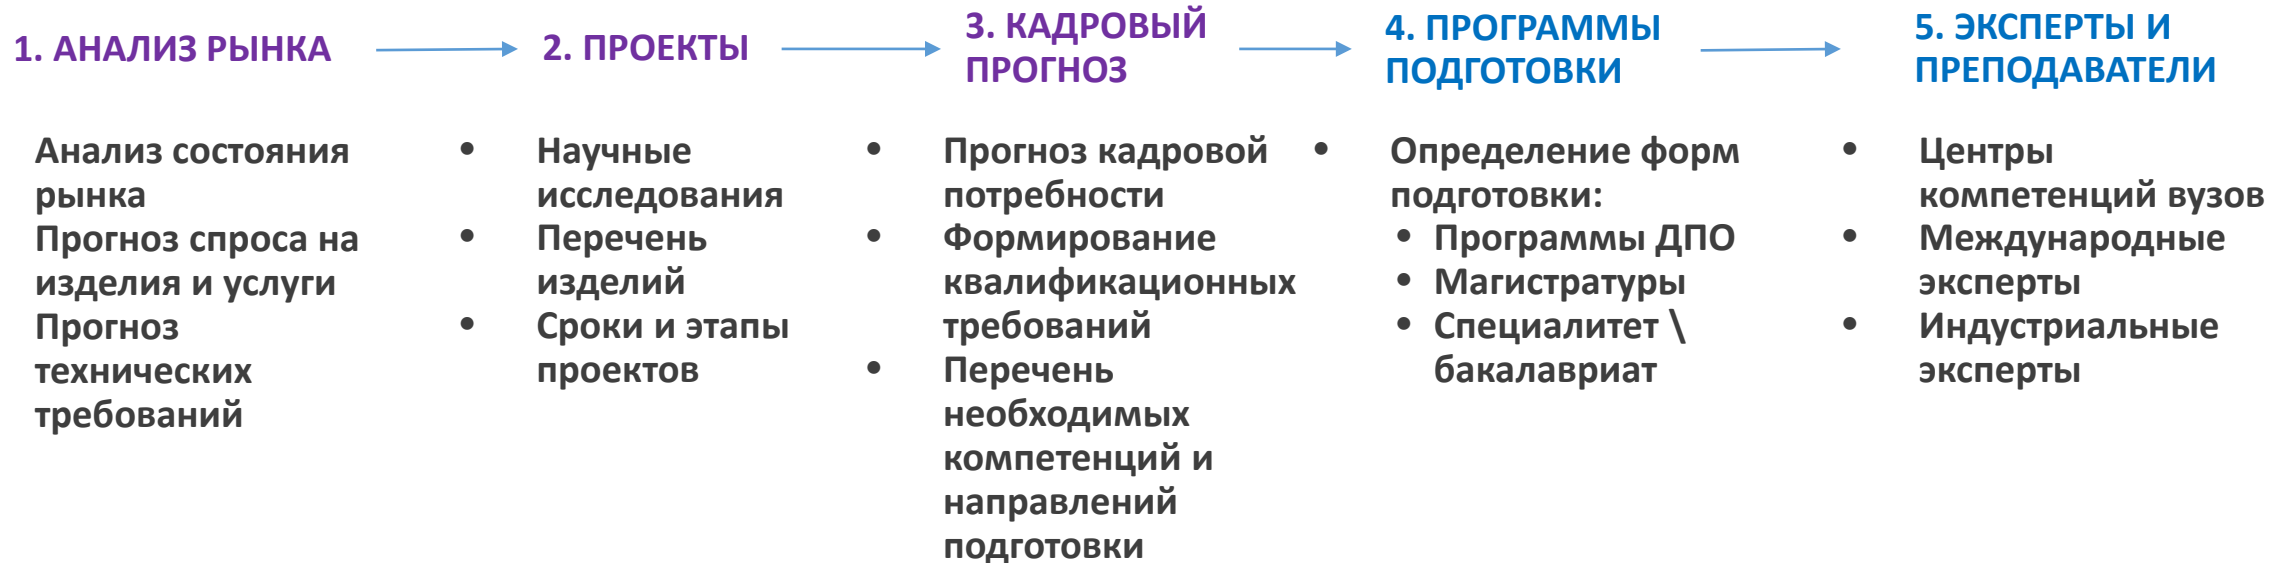 1. АНАЛИЗ РЫНКА
Анализ состояния
рынка
Прогноз спроса на
изделия и услуги
Прогноз
технических
требований
2. ПРОЕКТЫ
• Научные
исследования
• Перечень
изделий
• Сроки и этапы
проектов
3. КАДРОВЫЙ
ПРОГНОЗ
• Прогноз кадровой
потребности
• Формирование
квалификационных
требований
• Перечень
необходимых
компетенций и
направлений
подготовки
4. ПРОГРАММЫ
ПОДГОТОВКИ
• Определение форм
подготовки:
• Программы ДПО
• Магистратуры
• Специалитет \
бакалавриат
5. ЭКСПЕРТЫ И
ПРЕПОДАВАТЕЛИ
• Центры
компетенций вузов
• Международные
эксперты
• Индустриальные
эксперты